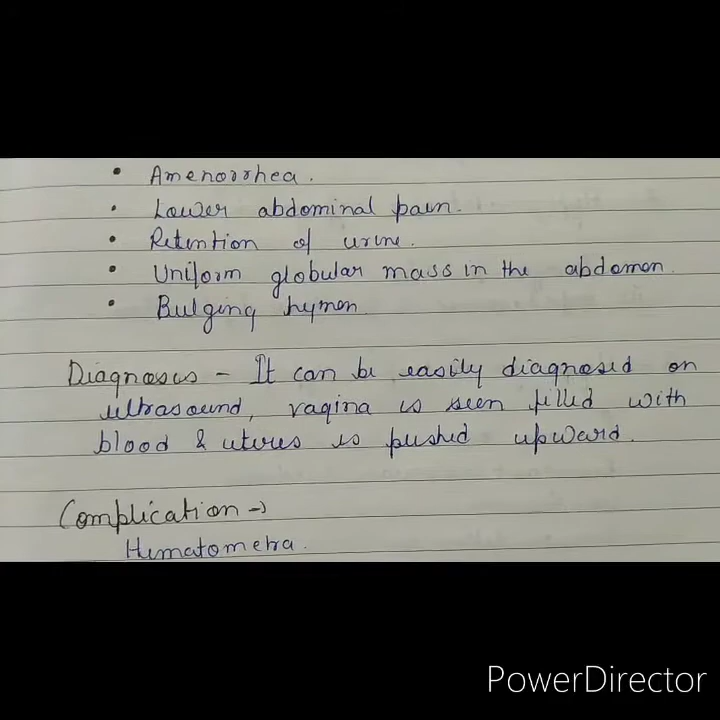 • Amenorrhea.
• Lower abdominal pain.
• Retention of urine.
• Uniform globular mass in the abdomen.
• Bulging hymen
Diagnosis - It can be easily diagnosed on
ultrasound, vagina is seen filled with
blood & uterus is pushed upward.
Complication →
Hematometra.
PowerDirector